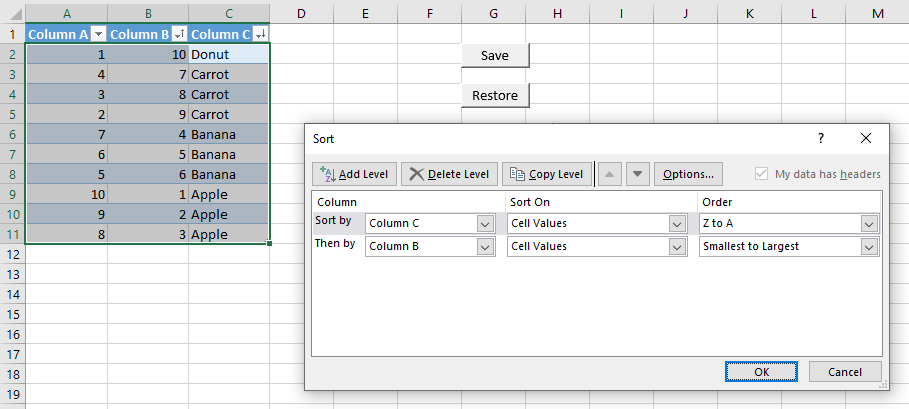 A B C D E F G H I J K L M
1 Column A Column B Column C
2 1 10 Donut Save
3 4 7 Carrot
4 3 8 Carrot Restore
5 2 9 Carrot
6 7 4 Banana
7 6 5 Banana
8 5 6 Banana
9 10 1 Apple
10 9 2 Apple
11 8 3 Apple
12
13
14
15
16
17
18
19
Sort ?
Add Level Delete Level Copy Level Options... My data has headers
Column Sort On Order
Sort by Column C Cell Values Z to A
Then by Column B Cell Values Smallest to Largest
OK Cancel